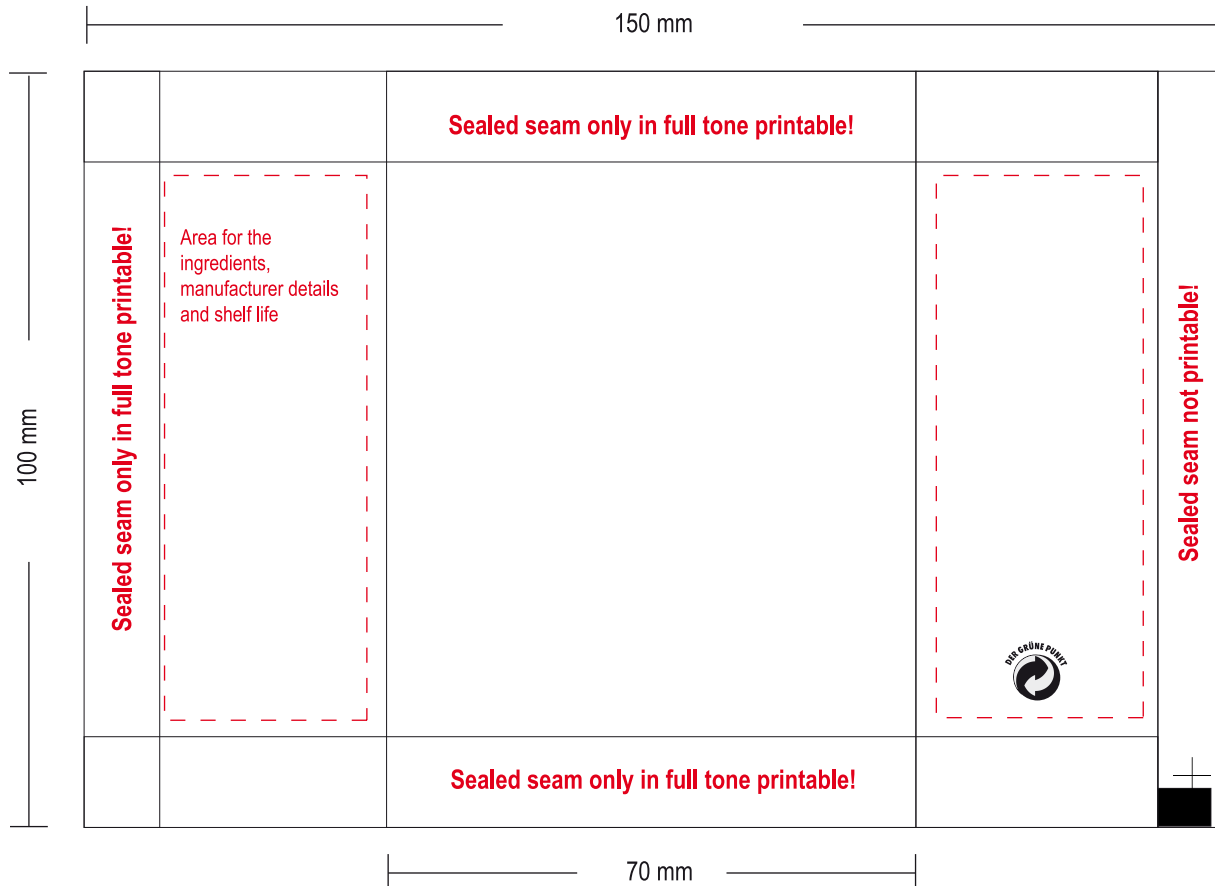 150 mm
Sealed seam only in full tone printable!
Sealed seam only in full tone printable!
Area for the
ingredients,
manufacturer details
and shelf life
100 mm
Sealed seam not printable!
DER GRÜNE PUNKT
Sealed seam only in full tone printable!
70 mm